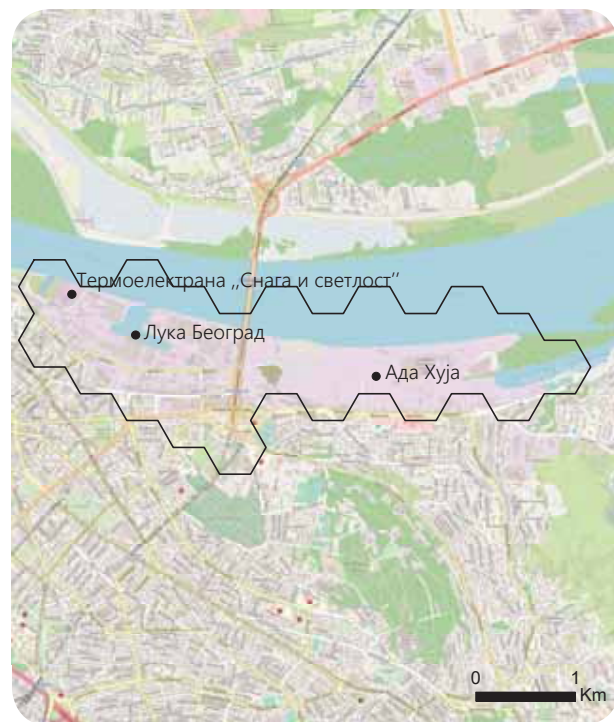 Термоелектрана „Снага и светлост“
Лука Београд
Ада Хуја
0 1
Km